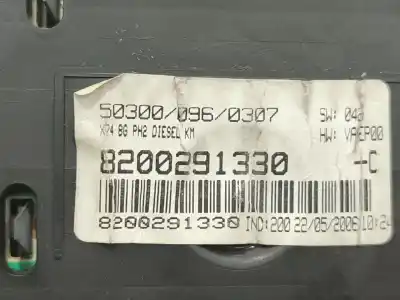 50300/096/0307 SW: 04a
X74 BG PH2 DIESEL KM HW: VAEP00
8200291330 -C
8200291330 IND:200 22/05/2006 10:24